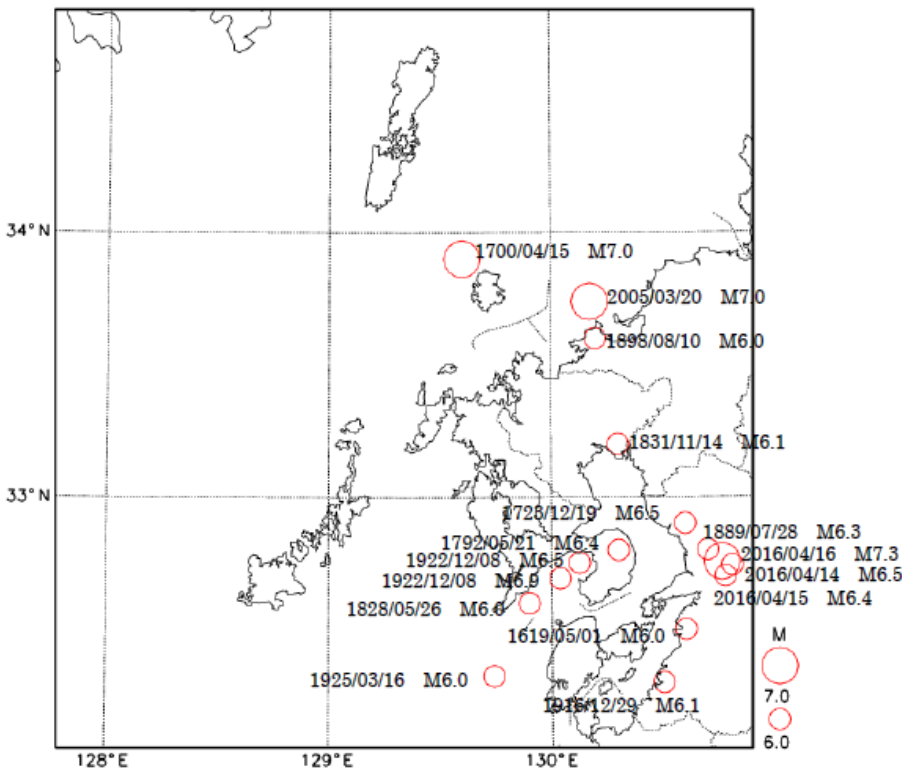 34°N
1700/04/15 M7.0
2005/03/20 M7.0
1898/08/10 M6.0
1831/11/14 M6.1
33°N
1723/12/19 M6.5
1889/07/28 M6.3
1792/05/21 M6.4
2016/04/16 M7.3
1922/12/08 M6.5
2016/04/14 M6.5
1922/12/08 M6.9
2016/04/15 M6.4
1828/05/26 M6.0
1619/05/01 M6.0
M
1925/03/16 M6.0
7.0
1916/12/29 M6.1
6.0
128°E
129°E
130°E